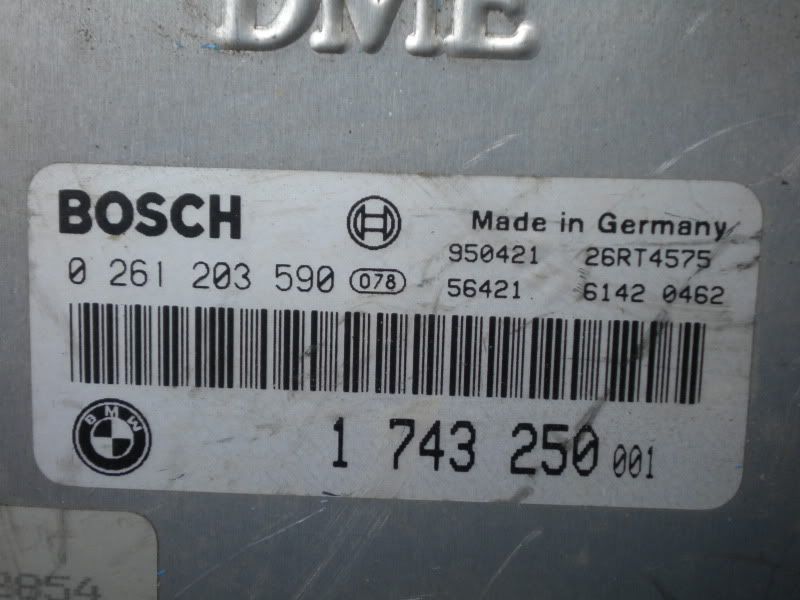 DME
BOSCH
Made in Germany
950421 26RT4575
0 261 203 590 078
56421 6142 0462
BMW
1 743 250 001
2854